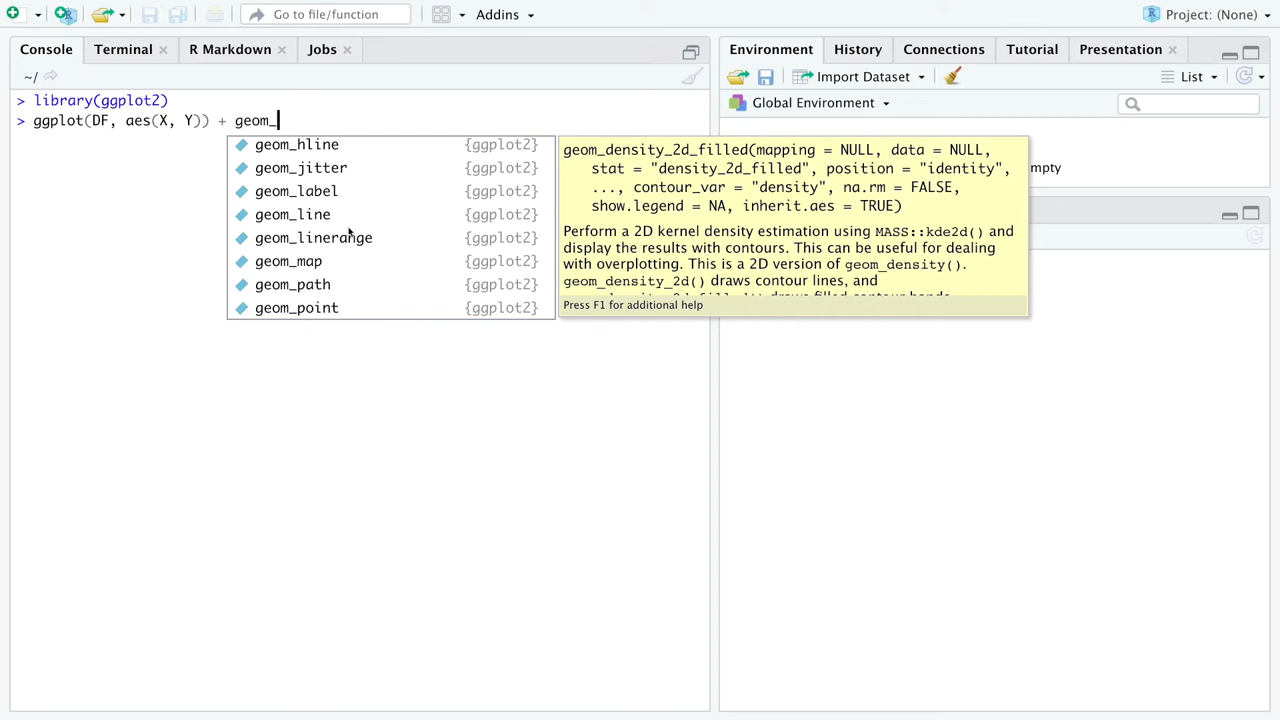 Go to file/function
Addins
Project: (None)
Console
Terminal
R Markdown
Jobs
~/
> library(ggplot2)
> ggplot(DF, aes(X, Y)) + geom_
geom_hline {ggplot2}
geom_jitter {ggplot2}
geom_label {ggplot2}
geom_line {ggplot2}
geom_linerange {ggplot2}
geom_map {ggplot2}
geom_path {ggplot2}
geom_point {ggplot2}
geom_density_2d_filled(mapping = NULL, data = NULL,
stat = "density_2d_filled", position = "identity",
..., contour_var = "density", na.rm = FALSE,
show.legend = NA, inherit.aes = TRUE)
Perform a 2D kernel density estimation using MASS::kde2d() and
display the results with contours. This can be useful for dealing
with overplotting. This is a 2D version of geom_density().
geom_density_2d() draws contour lines, and
Press F1 for additional help
Environment
History
Connections
Tutorial
Presentation
Import Dataset
List
Global Environment
mpty